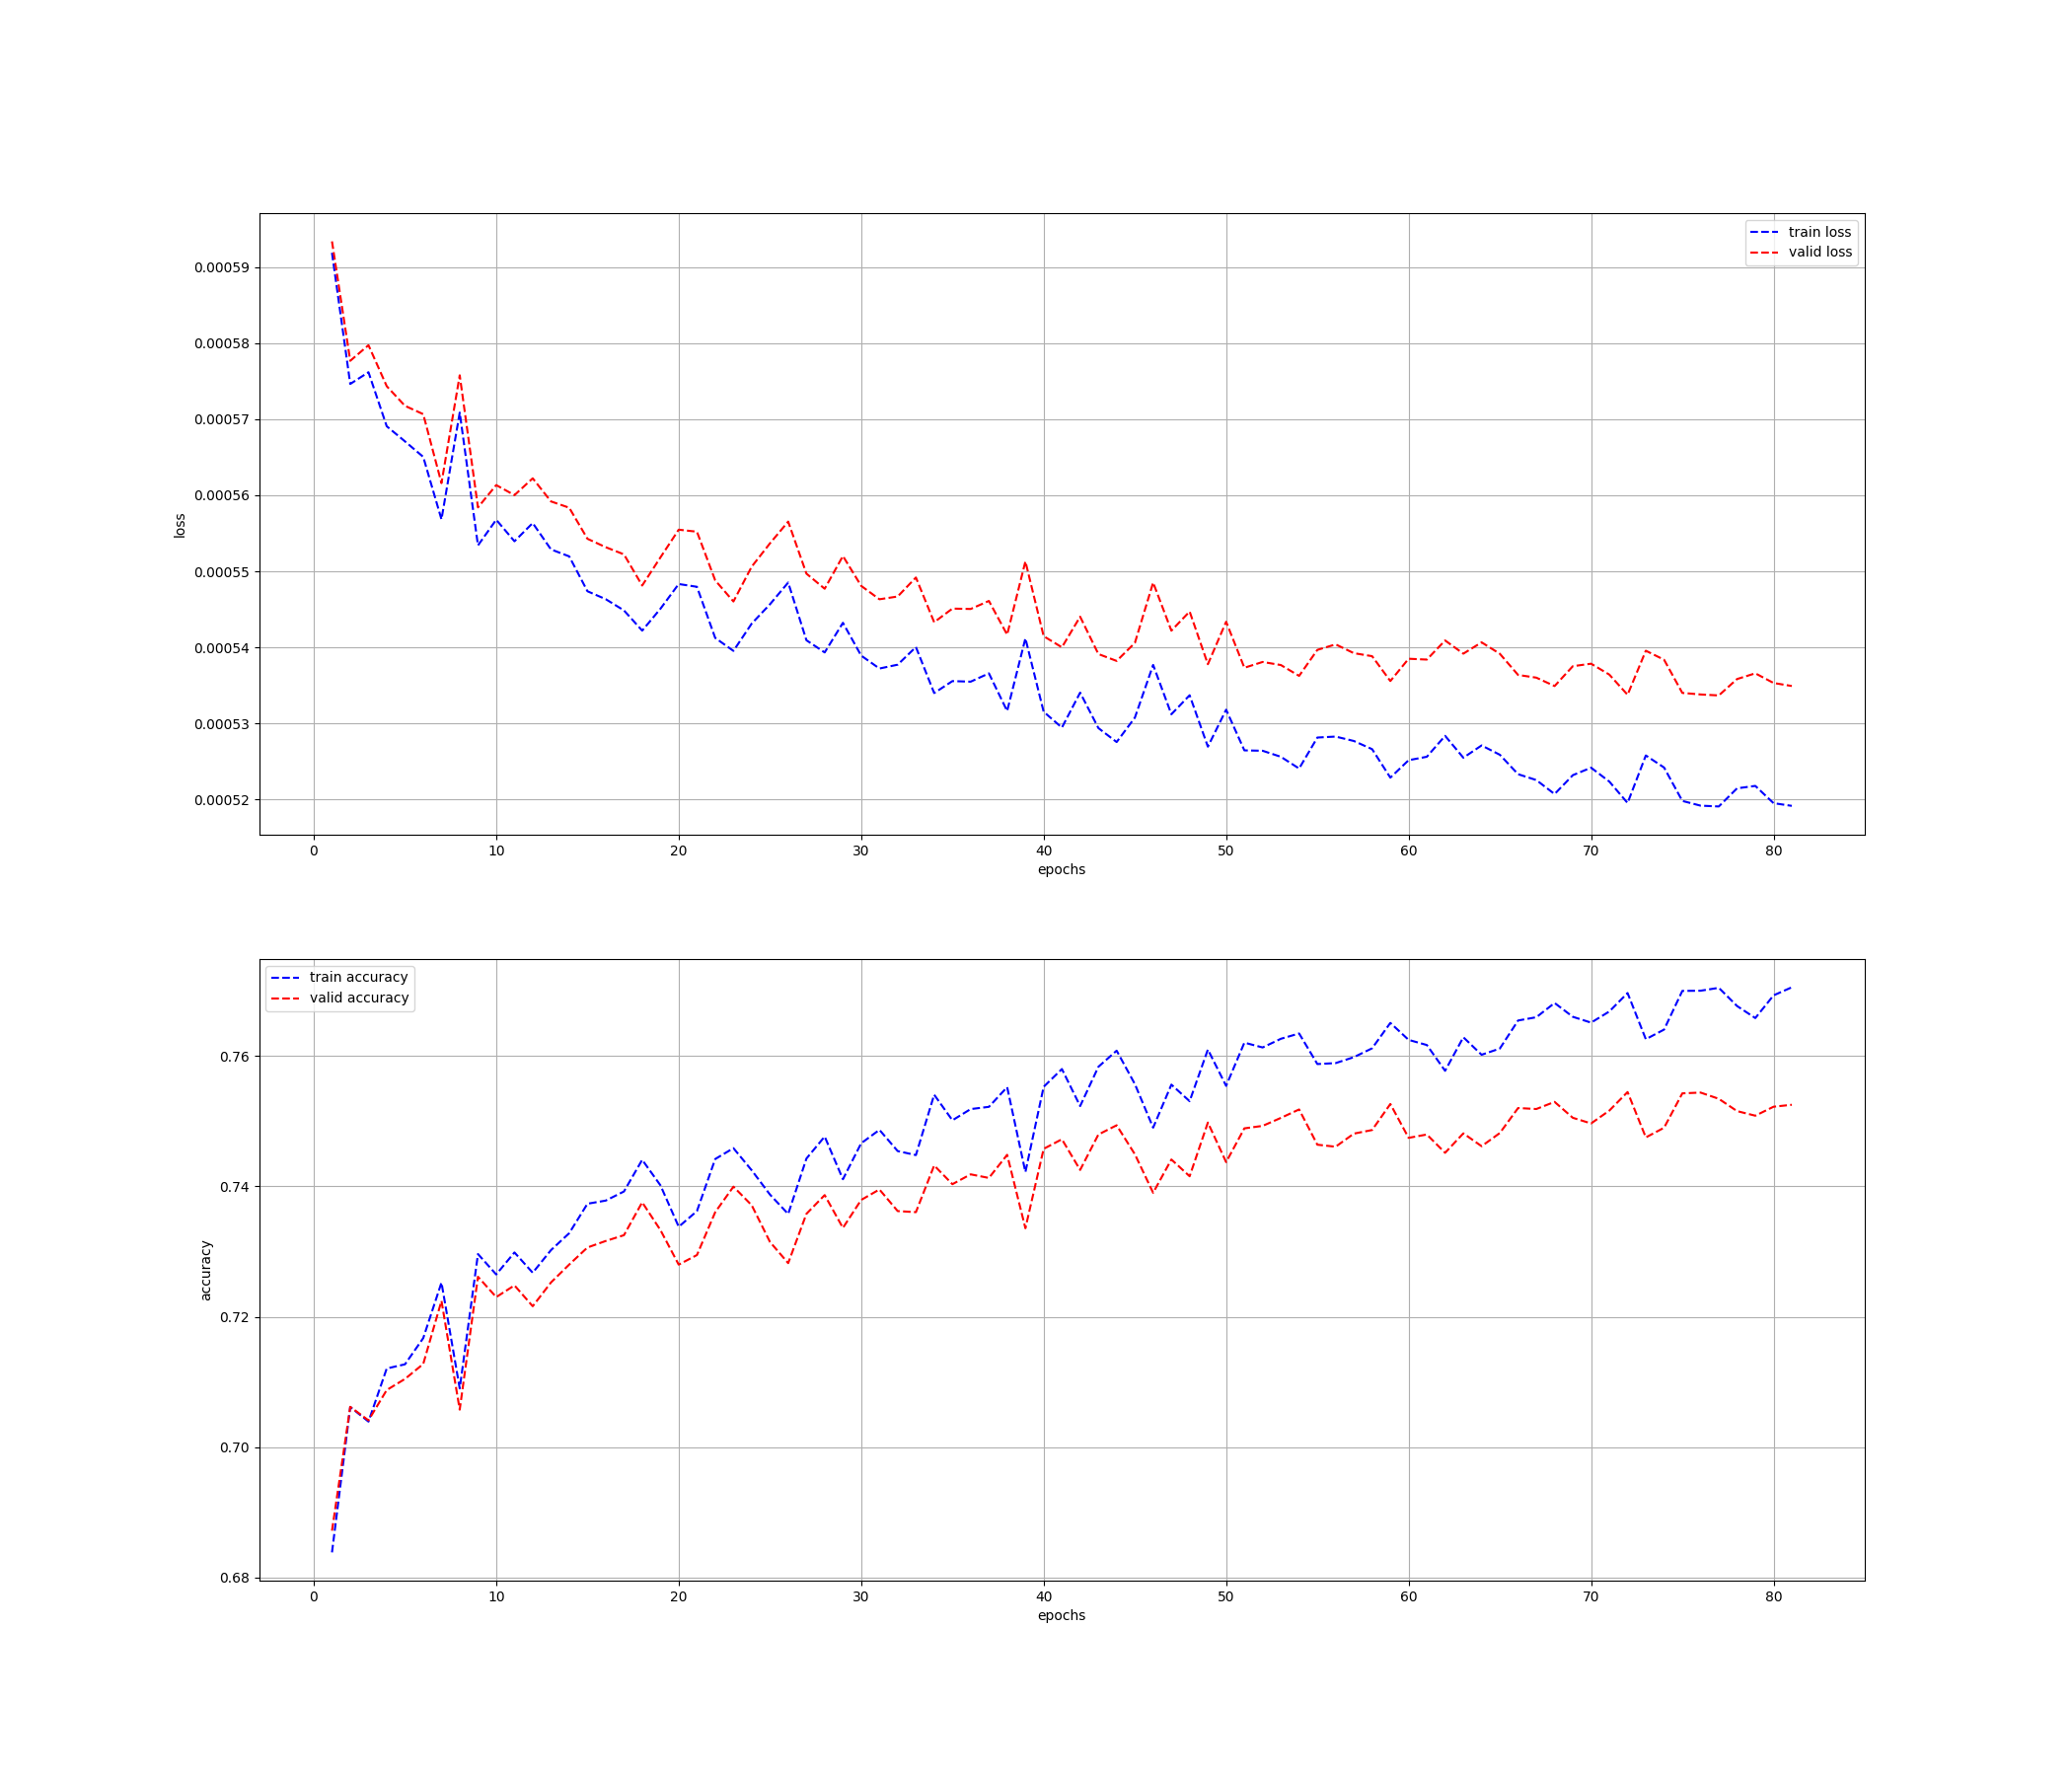 train loss
valid loss
0.00059
0.00058
0.00057
0.00056
0.00055
0.00054
0.00053
0.00052
loss
0 10 20 30 40 50 60 70 80
epochs
train accuracy
valid accuracy
0.76
0.74
0.72
0.70
0.68
accuracy
0 10 20 30 40 50 60 70 80
epochs